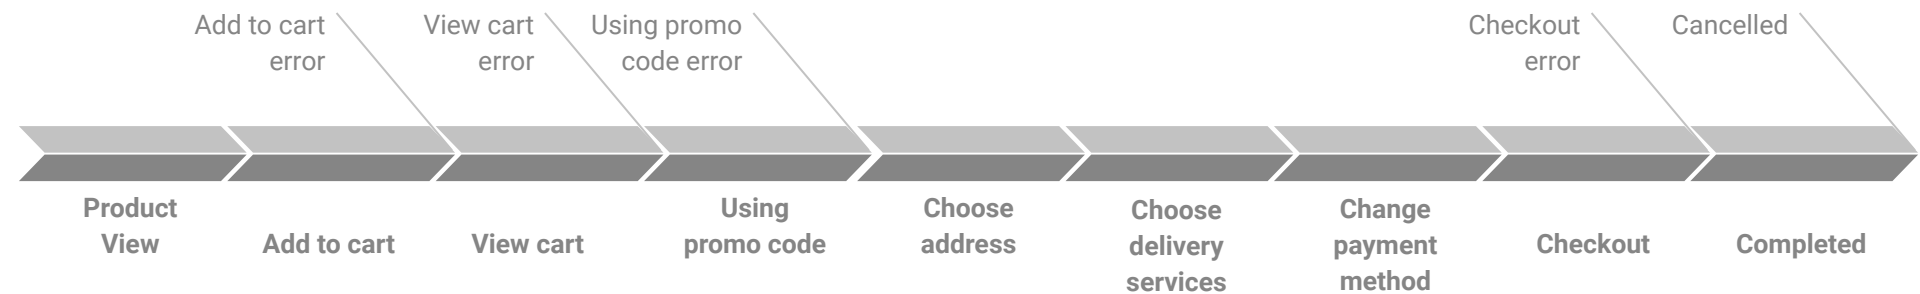 Add to cart
error
View cart
error
Using promo
code error
Checkout
error
Cancelled
Product
View
Add to cart
View cart
Using
promo code
Choose
address
Choose
delivery
services
Change
payment
method
Checkout
Completed